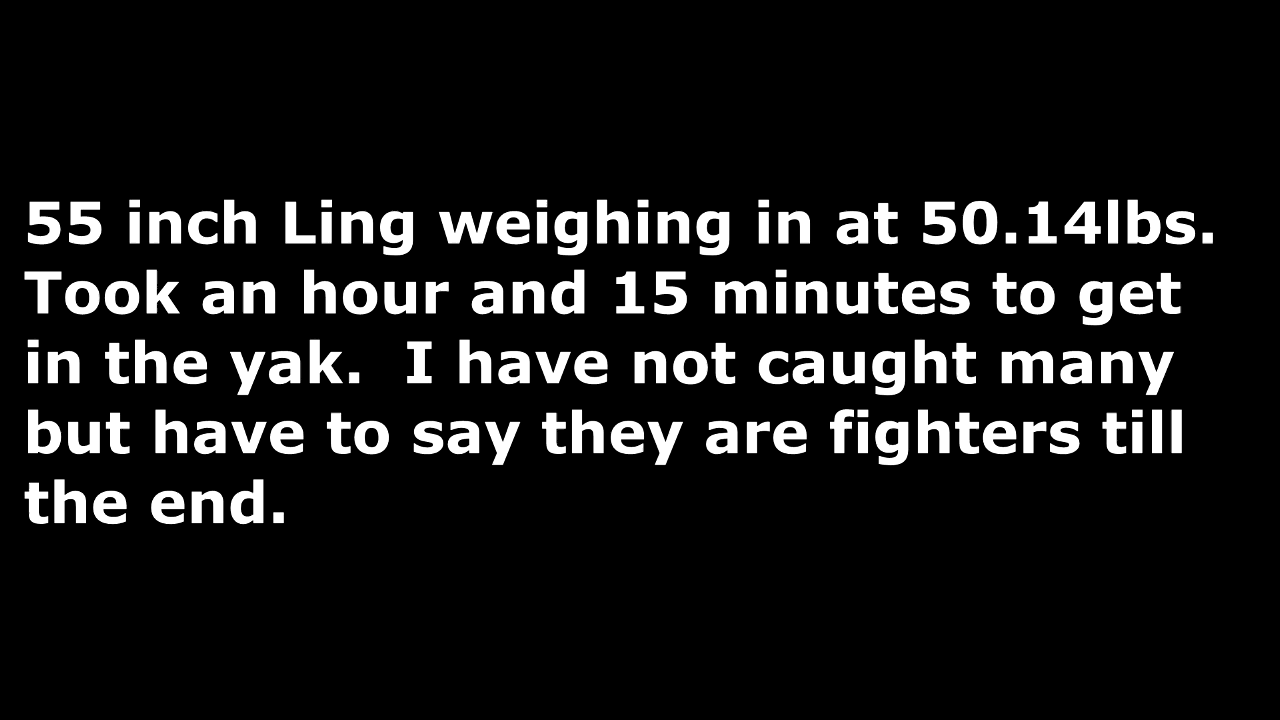 55 inch Ling weighing in at 50.14lbs.
Took an hour and 15 minutes to get
in the yak.  I have not caught many
but have to say they are fighters till
the end.